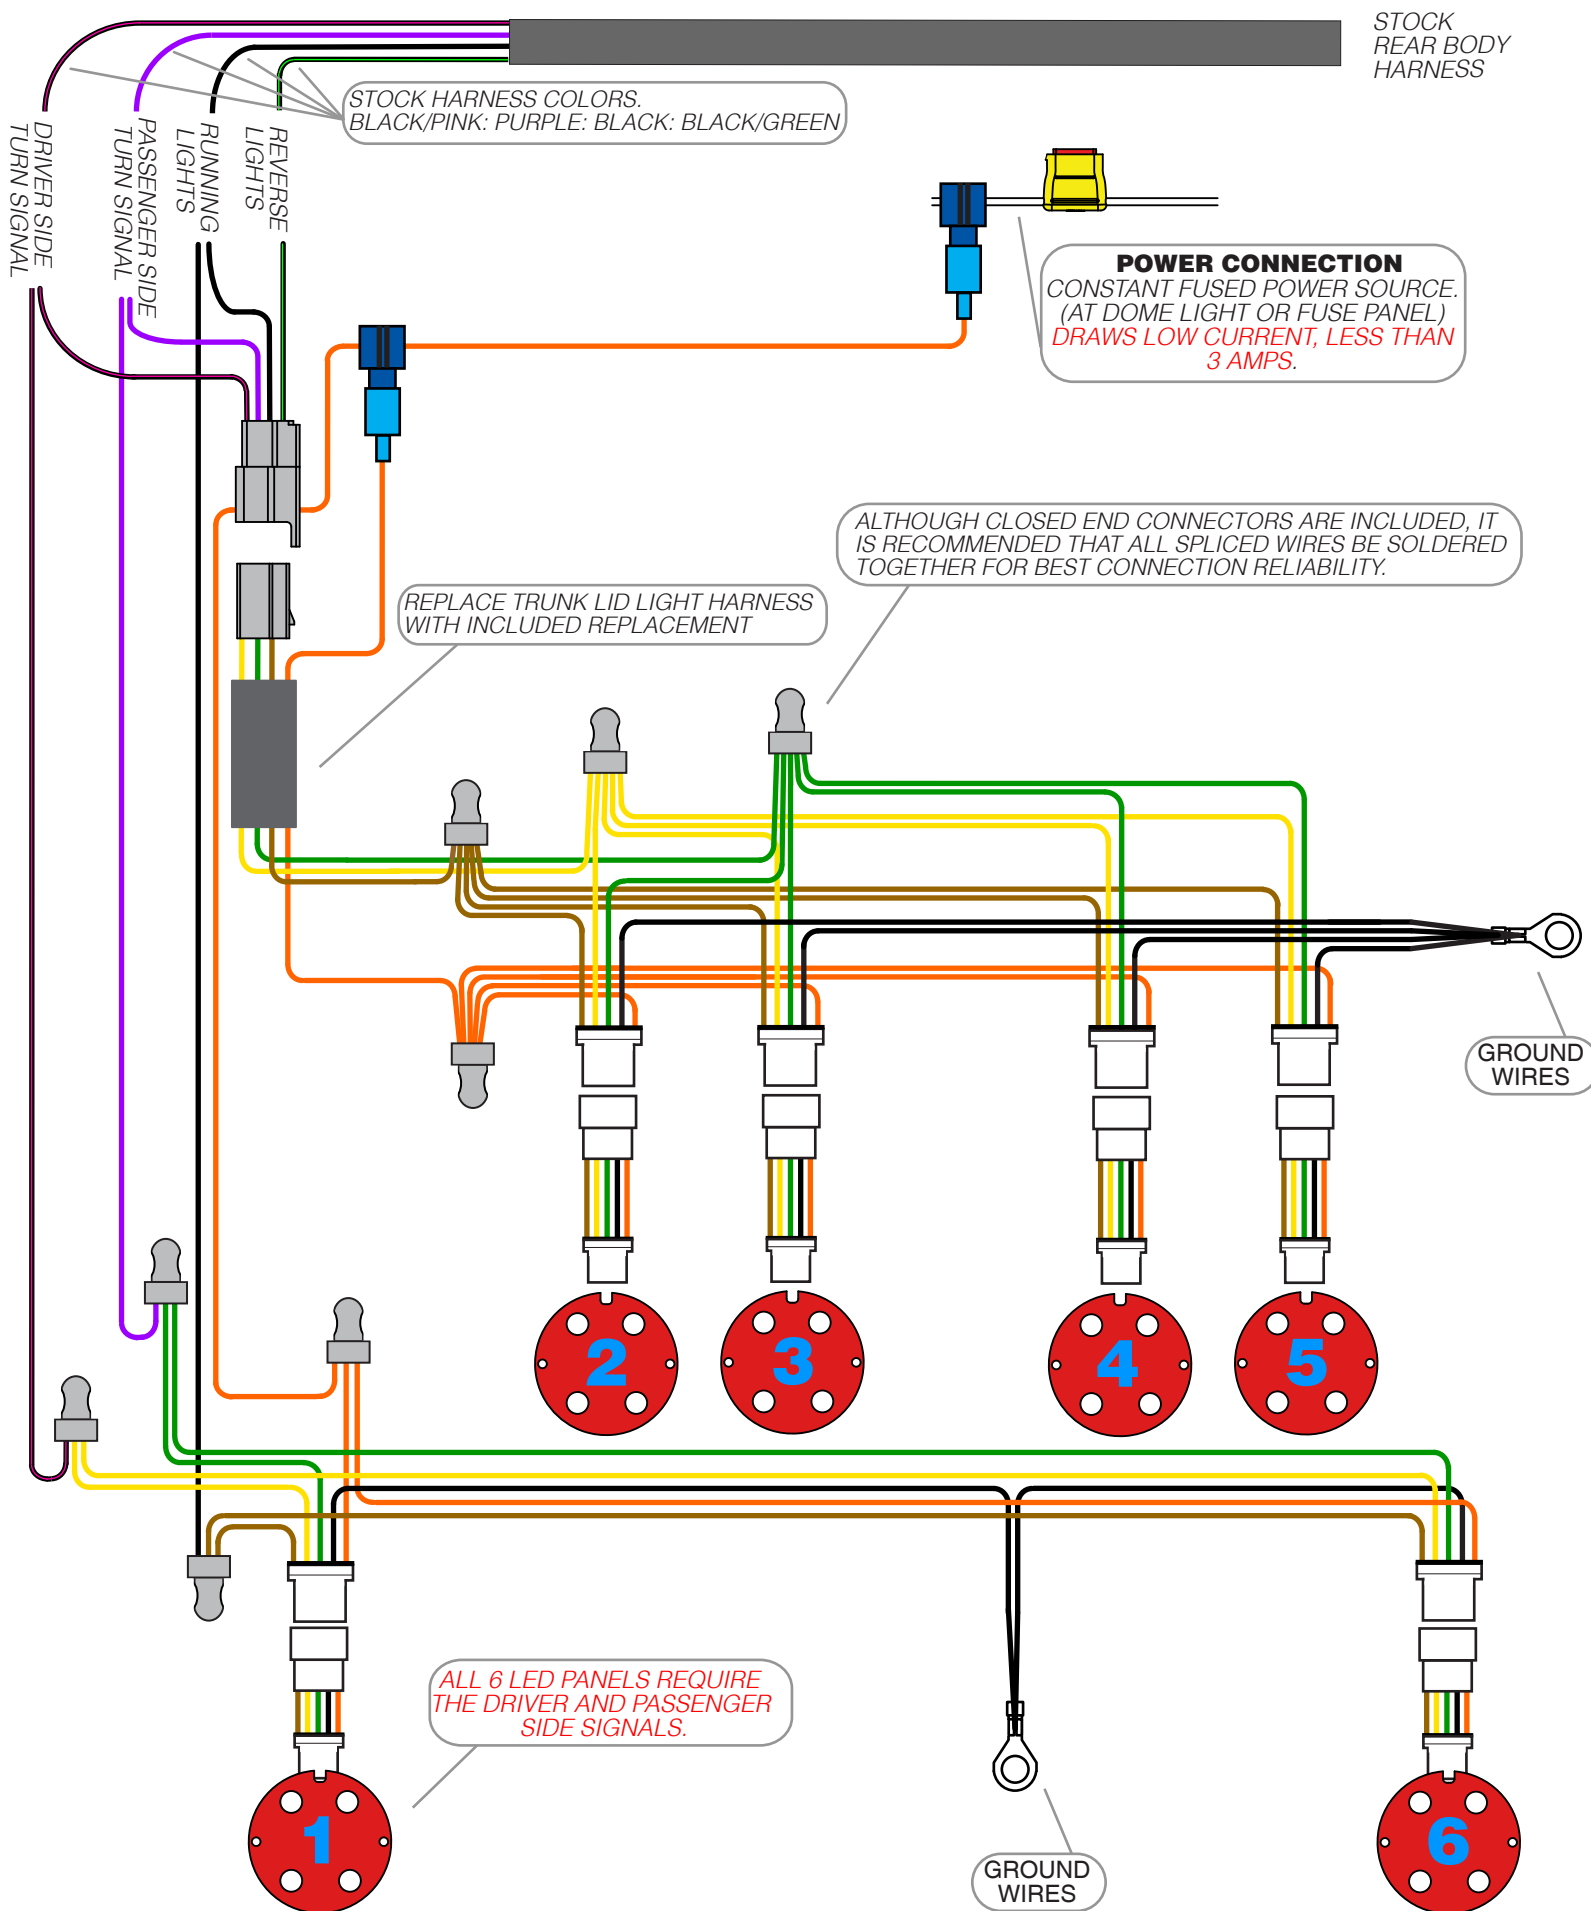 STOCK
REAR BODY
HARNESS
STOCK HARNESS COLORS.
BLACK/PINK: PURPLE: BLACK: BLACK/GREEN
DRIVER SIDE
TURN SIGNAL
PASSENGER SIDE
TURN SIGNAL
RUNNING
LIGHTS
REVERSE
LIGHTS
POWER CONNECTION
CONSTANT FUSED POWER SOURCE.
(AT DOME LIGHT OR FUSE PANEL)
DRAWS LOW CURRENT, LESS THAN
3 AMPS.
ALTHOUGH CLOSED END CONNECTORS ARE INCLUDED, IT
IS RECOMMENDED THAT ALL SPLICED WIRES BE SOLDERED
TOGETHER FOR BEST CONNECTION RELIABILITY.
REPLACE TRUNK LID LIGHT HARNESS
WITH INCLUDED REPLACEMENT
GROUND
WIRES
2
3
4
5
ALL 6 LED PANELS REQUIRE
THE DRIVER AND PASSENGER
SIDE SIGNALS.
1
6
GROUND
WIRES